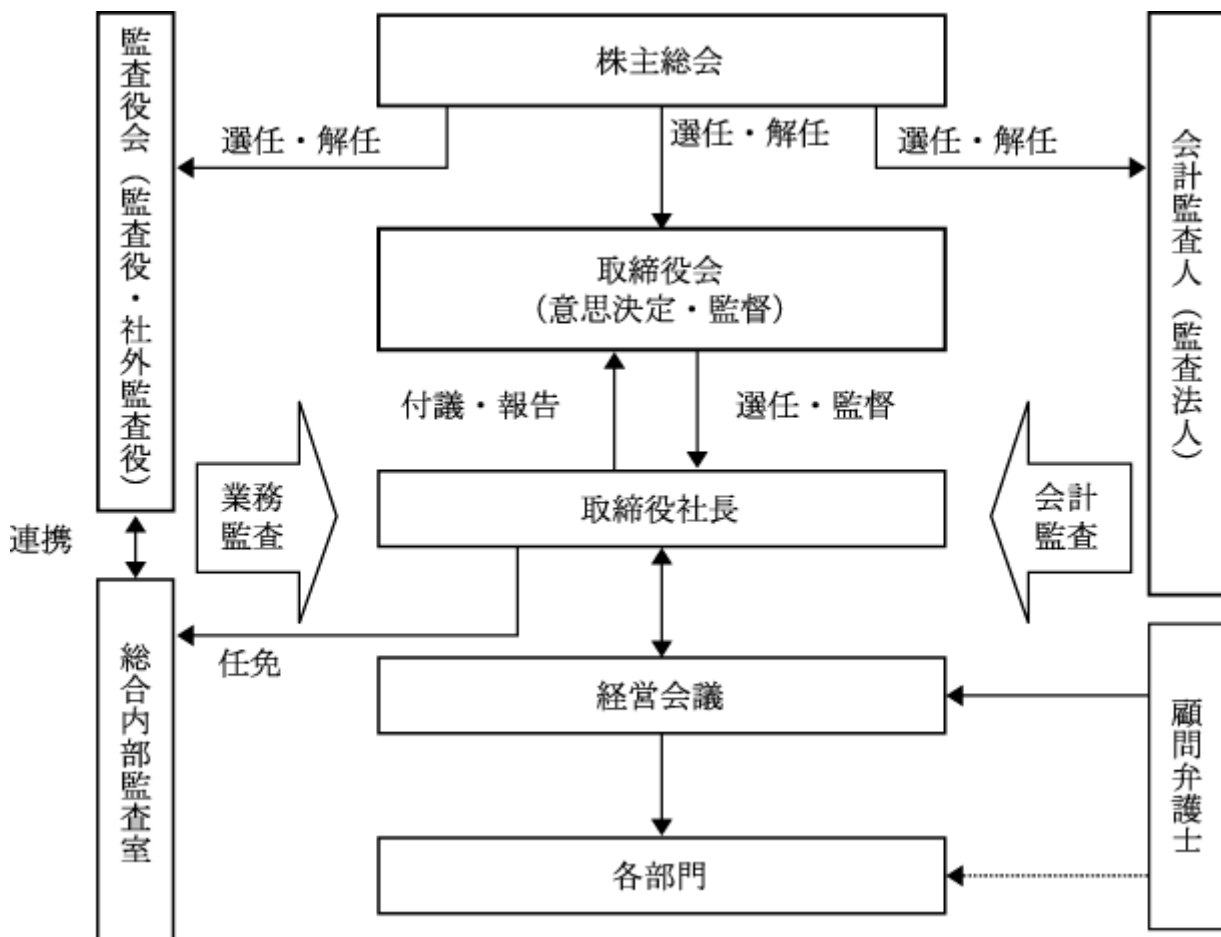 株主総会
監査役会（監査役・社外監査役）
会計監査人（監査法人）
選任・解任
選任・解任
選任・解任
取締役会
（意思決定・監督）
付議・報告
選任・監督
業務
監査
取締役社長
会計
監査
連携
任免
総合内部監査室
経営会議
顧問弁護士
各部門